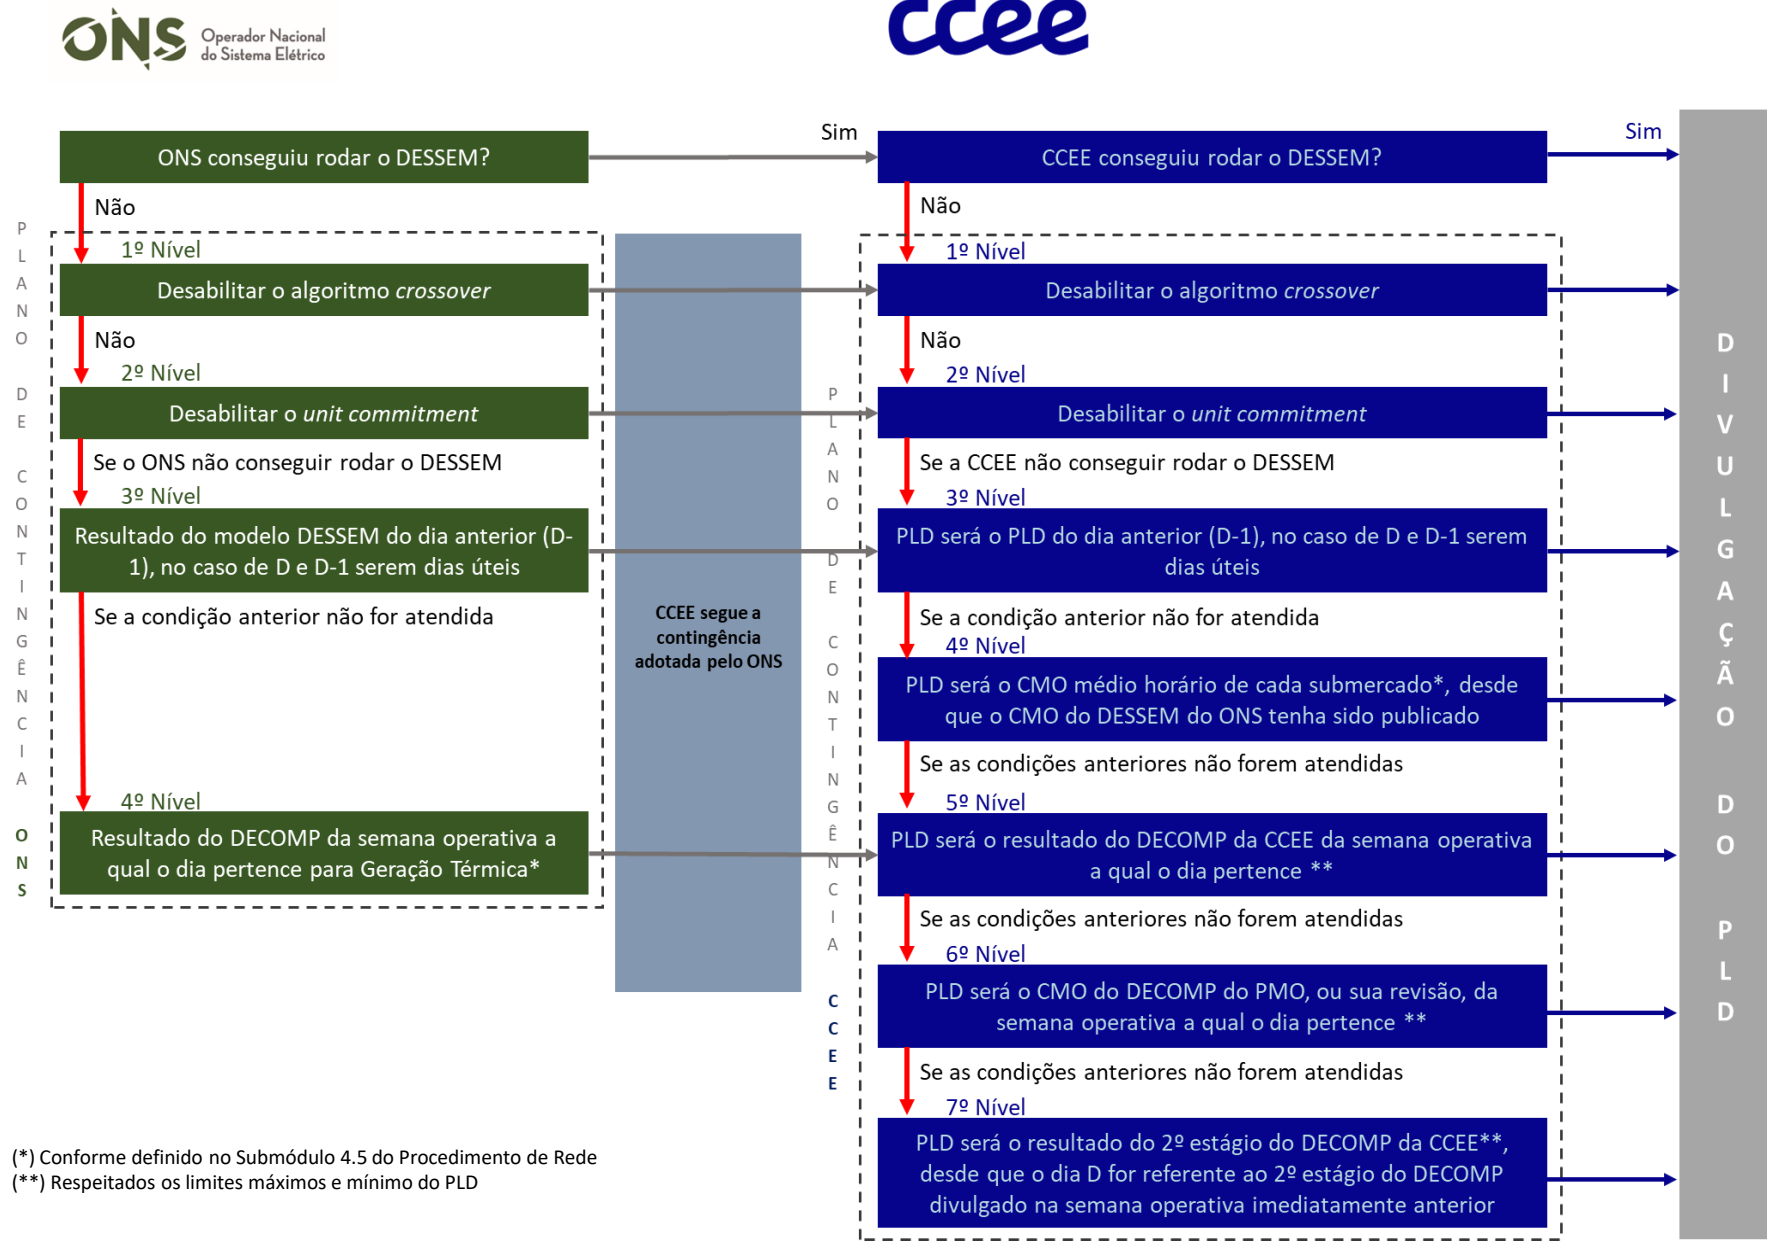 ONS Operador Nacional
do Sistema Elétrico
ccee
ONS conseguiu rodar o DESSEM?
Sim
CCEE conseguiu rodar o DESSEM?
Sim
PLANO DE CONTINGÊNCIA ONS
Não
1º Nível
Desabilitar o algoritmo crossover
Não
2º Nível
Desabilitar o unit commitment
Se o ONS não conseguir rodar o DESSEM
3º Nível
Resultado do modelo DESSEM do dia anterior (D-
1), no caso de D e D-1 serem dias úteis
Se a condição anterior não for atendida
4º Nível
Resultado do DECOMP da semana operativa a
qual o dia pertence para Geração Térmica*
CCEE segue a
contingência
adotada pelo ONS
PLANO DE CONTINGÊNCIA CCEE
Não
1º Nível
Desabilitar o algoritmo crossover
Não
2º Nível
Desabilitar o unit commitment
Se a CCEE não conseguir rodar o DESSEM
3º Nível
PLD será o PLD do dia anterior (D-1), no caso de D e D-1 serem
dias úteis
Se a condição anterior não for atendida
4º Nível
PLD será o CMO médio horário de cada submercado*, desde
que o CMO do DESSEM do ONS tenha sido publicado
Se as condições anteriores não forem atendidas
5º Nível
PLD será o resultado do DECOMP da CCEE da semana operativa
a qual o dia pertence **
Se as condições anteriores não forem atendidas
6º Nível
PLD será o CMO do DECOMP do PMO, ou sua revisão, da
semana operativa a qual o dia pertence **
Se as condições anteriores não forem atendidas
7º Nível
PLD será o resultado do 2º estágio do DECOMP da CCEE**,
desde que o dia D for referente ao 2º estágio do DECOMP
divulgado na semana operativa imediatamente anterior
DIVULGAÇÃO DO PLD
(*) Conforme definido no Submódulo 4.5 do Procedimento de Rede
(**) Respeitados os limites máximos e mínimo do PLD